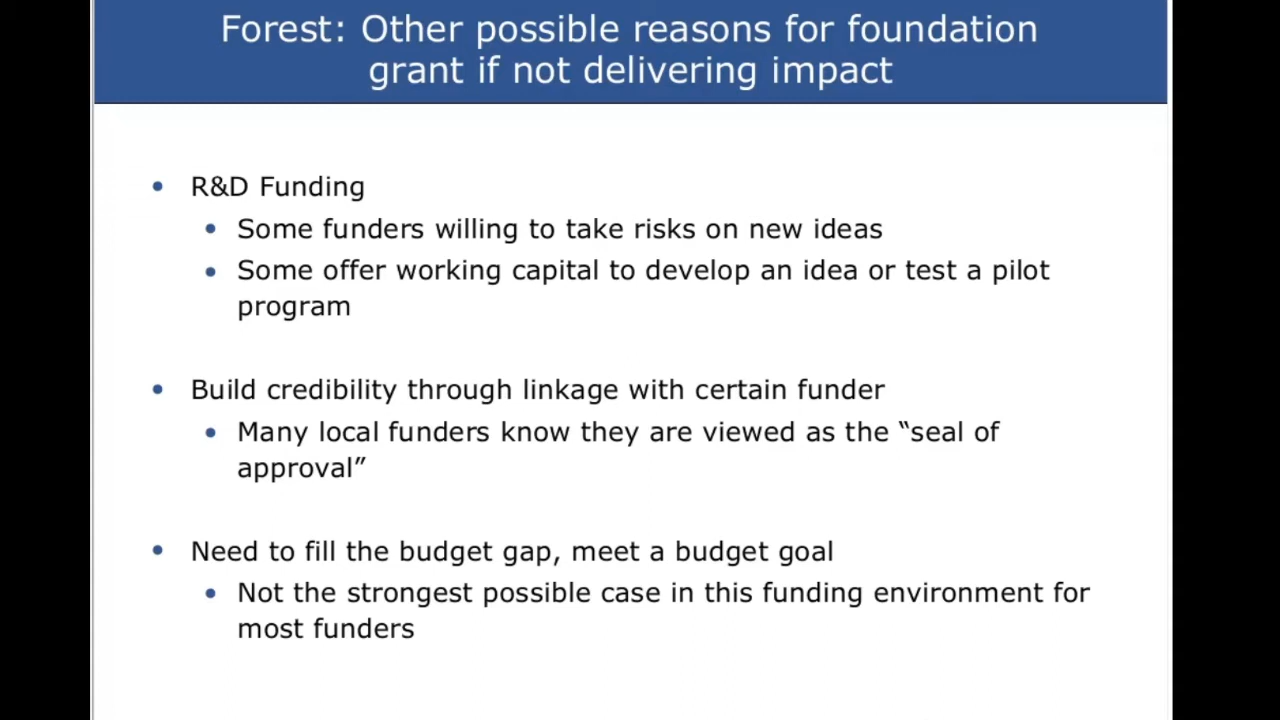 Forest: Other possible reasons for foundation
grant if not delivering impact
• R&D Funding
• Some funders willing to take risks on new ideas
• Some offer working capital to develop an idea or test a pilot
program
• Build credibility through linkage with certain funder
• Many local funders know they are viewed as the “seal of
approval”
• Need to fill the budget gap, meet a budget goal
• Not the strongest possible case in this funding environment for
most funders